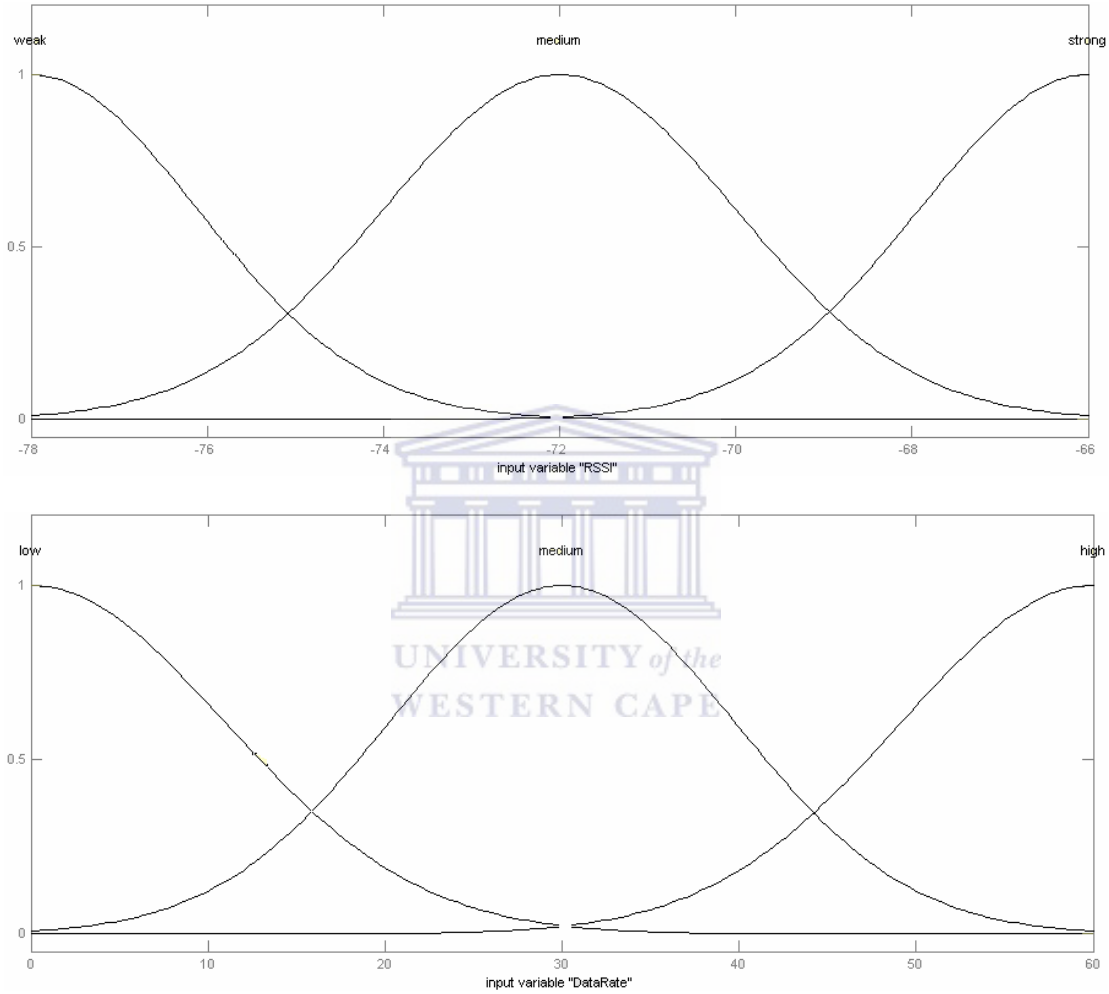 weak medium strong
1
0.5
0
-78 -76 -74 -72 -70 -68 -66
input variable "RSSI"
low medium high
1
0.5
0
0 10 20 30 40 50 60
input variable "DataRate"
UNIVERSITY of the
WESTERN CAPE